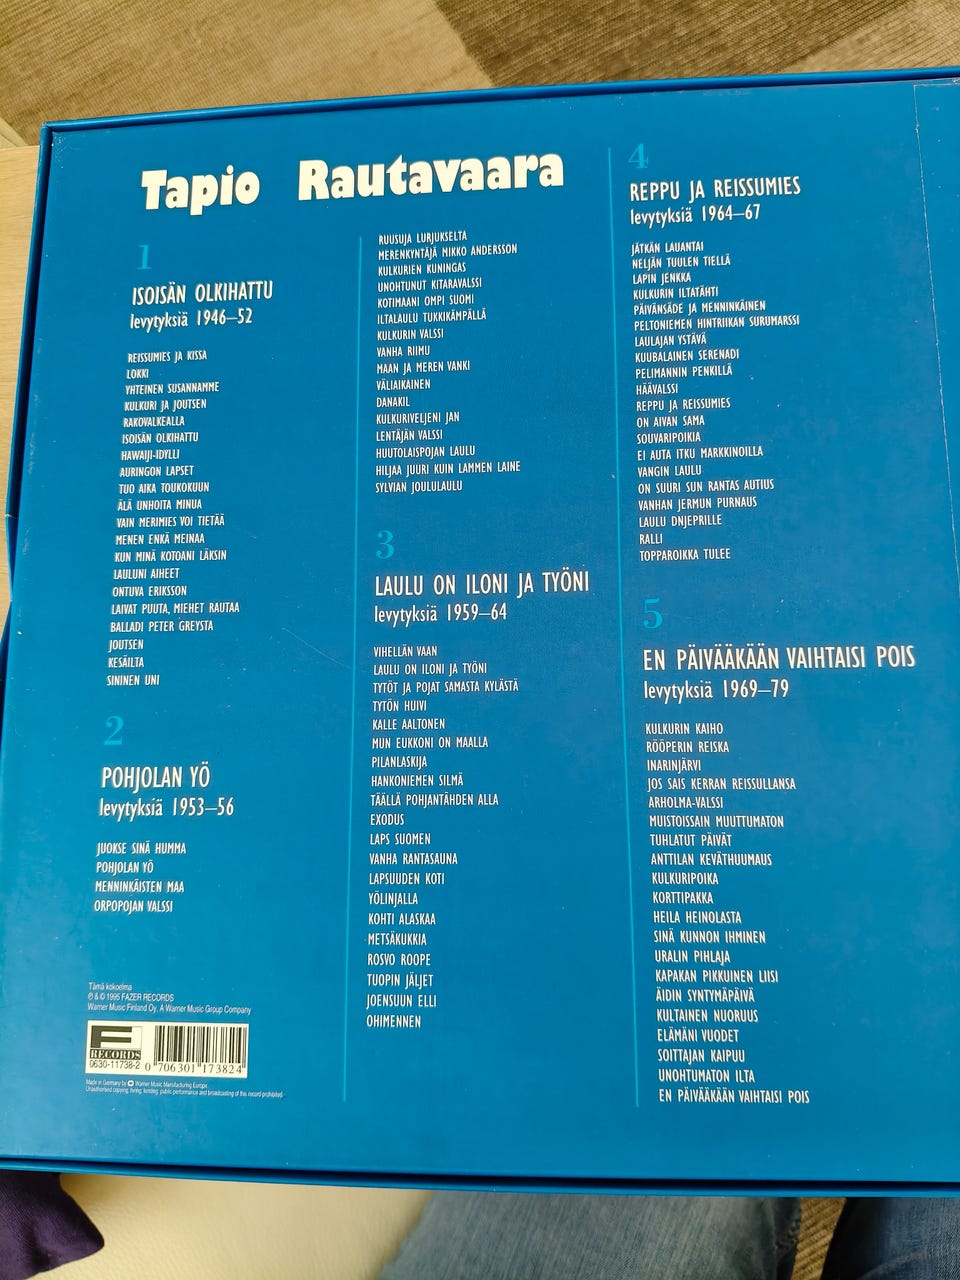 Tapio Rautavaara
1
ISOISÄN OLKIHATTU
levytyksiä 1946–52
REISSUMIES JA KISSA
LOKKI
YHTEINEN SUSANNAMME
KULKURI JA JOUTSEN
RAKOVALKEALLA
ISOISÄN OLKIHATTU
HAWAIJI-IDYLLI
AURINGON LAPSET
TUO AIKA TOUKOKUUN
ÄLÄ UNHOITA MINUA
VAIN MERIMIES VOI TIETÄÄ
MENEN ENKÄ MEINAA
KUN MINÄ KOTOANI LÄKSIN
LAULUNI AIHEET
ONTUVA ERIKSSON
LAIVAT PUUTA, MIEHET RAUTAA
BALLADI PETER GREYSTA
JOUTSEN
KESÄILTA
SININEN UNI
2
POHJOLAN YÖ
levytyksiä 1953–56
JUOKSE SINÄ HUMMA
POHJOLAN YÖ
MENNINKÄISTEN MAA
ORPOPOJAN VALSSI
RUUSUJA LURJUKSELTA
MERENKYNTÄJÄ MIKKO ANDERSSON
KULKURIEN KUNINGAS
UNOHTUNUT KITARAVALSSI
KOTIMAANI OMPI SUOMI
ILTALAULU TUKKIKÄMPÄLLÄ
KULKURIN VALSSI
VANHA RIIMU
MAAN JA MEREN VANKI
VÄLIAIKAINEN
DANAKIL
KULKURIVELJENI JAN
LENTÄJÄN VALSSI
HUUTOLAISPOJAN LAULU
HILJAA JUURI KUIN LAMMEN LAINE
SYLVIAN JOULULAULU
3
LAULU ON ILONI JA TYÖNI
levytyksiä 1959–64
VIHELLÄN VAAN
LAULU ON ILONI JA TYÖNI
TYTÖT JA POJAT SAMASTA KYLÄSTÄ
TYTÖN HUIVI
KALLE AALTONEN
MUN EUKKONI ON MAALLA
PILANLASKIJA
HANKONIEMEN SILMÄ
TÄÄLLÄ POHJANTÄHDEN ALLA
EXODUS
LAPS SUOMEN
VANHA RANTASAUNA
LAPSUUDEN KOTI
YÖLINJALLA
KOHTI ALASKAA
METSÄKUKKIA
ROSVO ROOPE
TUOPIN JÄLJET
JOENSUUN ELLI
OHIMENNEN
4
REPPU JA REISSUMIES
levytyksiä 1964–67
JÄTKÄN LAUANTAI
NELJÄN TUULEN TIELLÄ
LAPIN JENKKA
KULKURIN ILTATÄHTI
PÄIVÄNSÄDE JA MENNINKÄINEN
PELTONIEMEN HINTRIIKAN SURUMARSSI
LAULAJAN YSTÄVÄ
KUUBALAINEN SERENADI
PELIMANNIN PENKILLÄ
HÄÄVALSSI
REPPU JA REISSUMIES
ON AIVAN SAMA
SOUVARIPOIKIA
EI AUTA ITKU MARKKINOILLA
VANGIN LAULU
ON SUURI SUN RANTAS AUTIUS
VANHAN JERMUN PURNAUS
LAULU DNJEPRILLE
RALLI
TOPPAROIKKA TULEE
5
EN PÄIVÄÄKÄÄN VAIHTAISI POIS
levytyksiä 1969–79
KULKURIN KAIHO
RÖÖPERIN REISKA
INARINJÄRVI
JOS SAIS KERRAN REISSULLANSA
ARHOLMA-VALSSI
MUISTOISSAIN MUUTTUMATON
TUHLATUT PÄIVÄT
ANTTILAN KEVÄTHUUMAUS
KULKURIPOIKA
KORTTIPAKKA
HEILA HEINOLASTA
SINÄ KUNNON IHMINEN
URALIN PIHLAJA
KAPAKAN PIKKUINEN LIISI
ÄIDIN SYNTYMÄPÄIVÄ
KULTAINEN NUORUUS
ELÄMÄNI VUODET
SOITTAJAN KAIPUU
UNOHTUMATON ILTA
EN PÄIVÄÄKÄÄN VAIHTAISI POIS
Tämä kokoelma
℗ & © 1995 FAZER RECORDS
Warner Music Finland Oy. A Warner Music Group Company
F
RECORDS
0630-11738-2
0 706301 173824
Made in Germany by Warner Music Manufacturing Europe
Unauthorised copying, hiring, lending, public performance and broadcasting of this record prohibited.